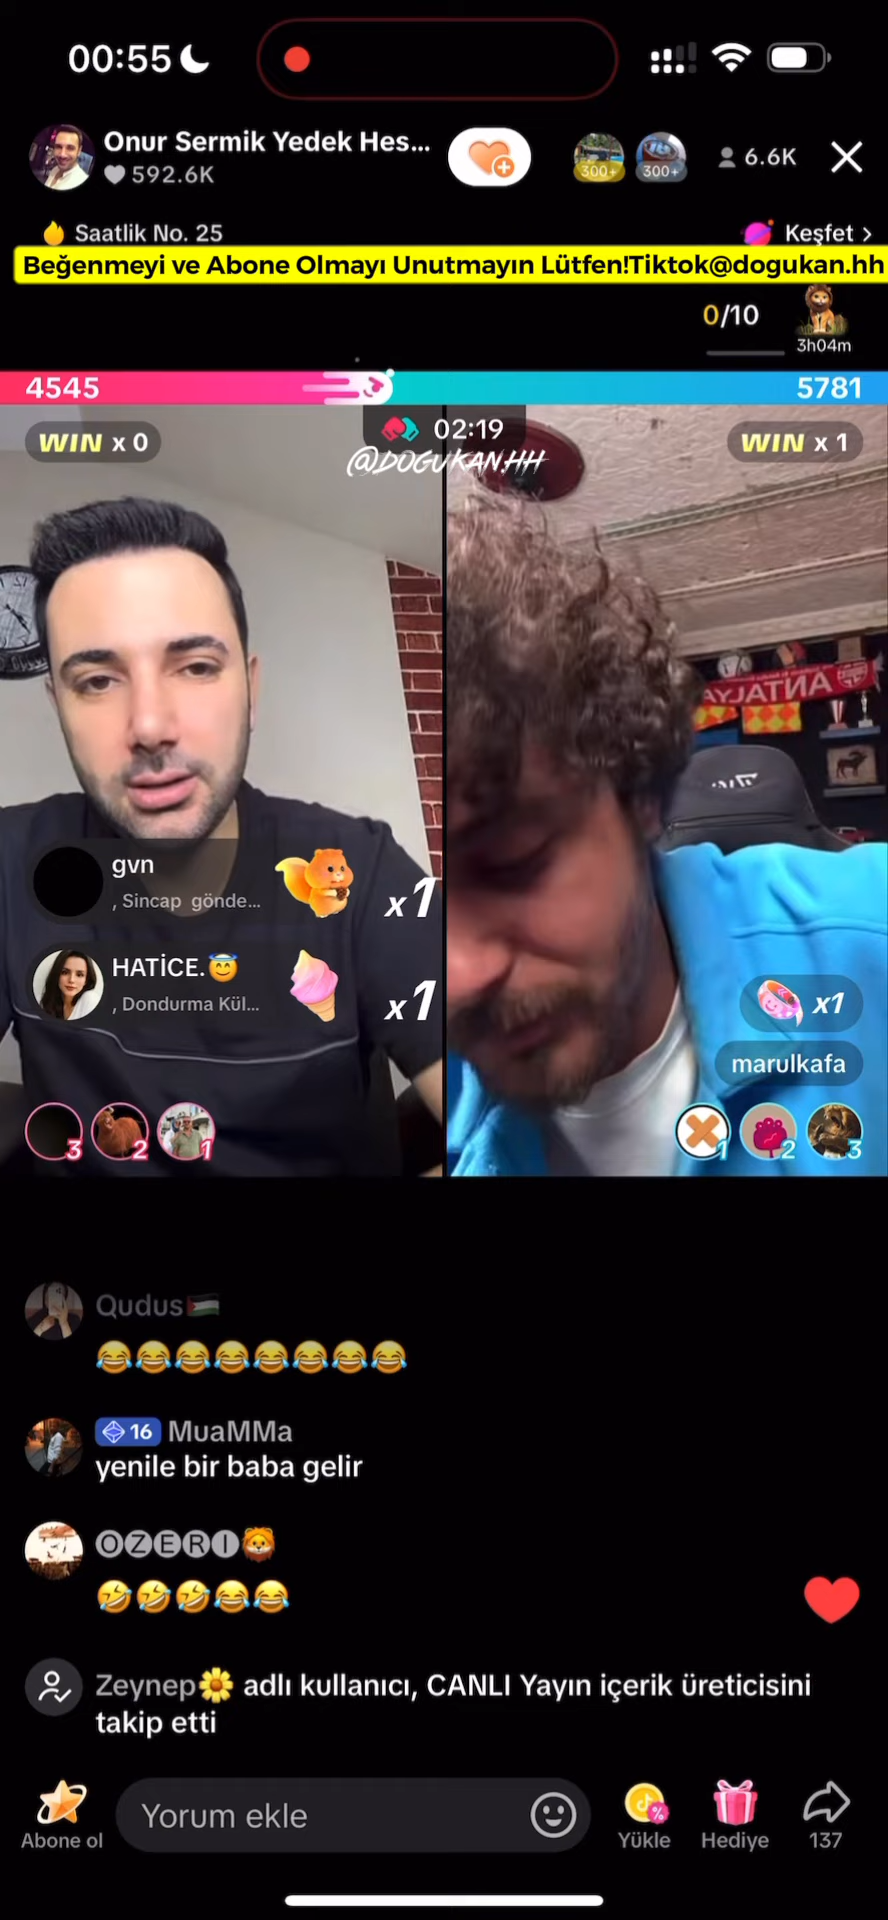 00:55
Onur Sermik Yedek Hes...
592.6K
300+
300+
6.6K
Saatlik No. 25
Keşfet >
Beğenmeyi ve Abone Olmayı Unutmayın Lütfen!Tiktok@dogukan.hh
0/10
3h04m
4545
5781
WIN x 0
02:19
WIN x 1
@DOGUKAN.HH
ANTALYA
gvn
, Sincap gönde...
x1
HATİCE.😇
, Dondurma Kül...
x1
x1
marulkafa
3
2
1
1
2
3
Qudus🇵🇸
😂😂😂😂😂😂😂😂
16 MuaMMa
yenile bir baba gelir
🅞🅩🅔🅡🅘🦁
🤣🤣🤣😂😂
Zeynep🌼 adlı kullanıcı, CANLI Yayın içerik üreticisini
takip etti
Abone ol
Yorum ekle
Yükle
Hediye
137